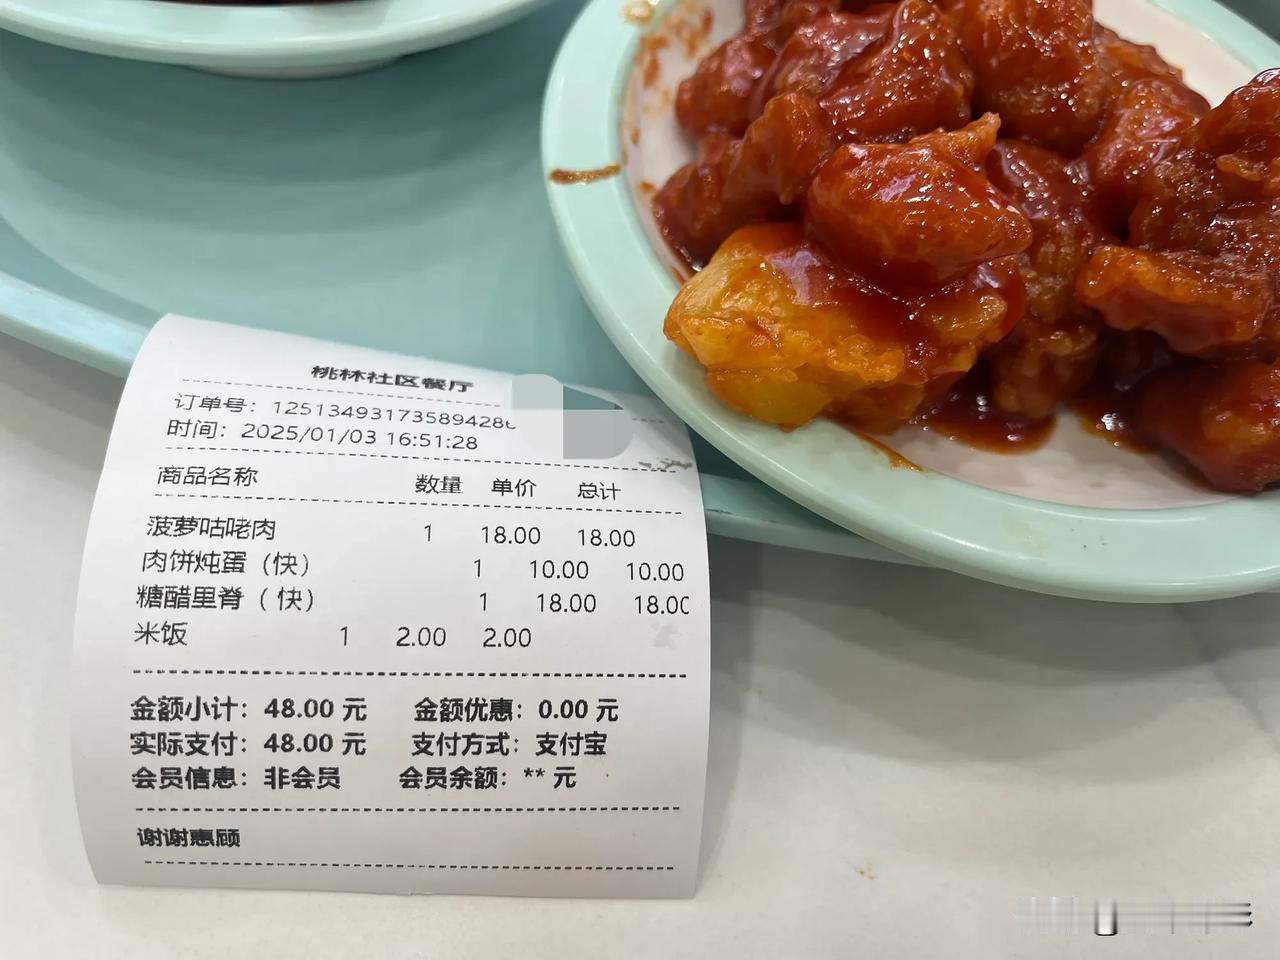 桃林社区餐厅
订单号：125134931735894286
时间：2025/01/03 16:51:28
商品名称 数量 单价 总计
菠萝咕咾肉 1 18.00 18.00
肉饼炖蛋（快） 1 10.00 10.00
糖醋里脊（快） 1 18.00 18.00
米饭 1 2.00 2.00
金额小计：48.00 元 金额优惠：0.00 元
实际支付：48.00 元 支付方式：支付宝
会员信息：非会员 会员余额：** 元
谢谢惠顾